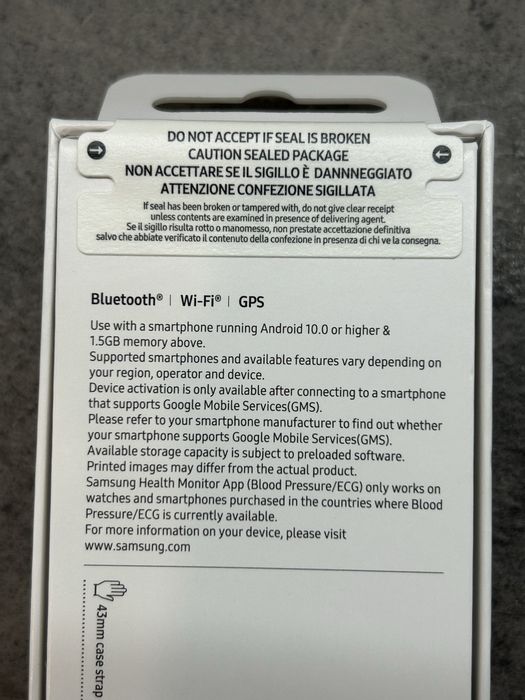 DO NOT ACCEPT IF SEAL IS BROKEN
CAUTION SEALED PACKAGE
NON ACCETTARE SE IL SIGILLO È DANNNEGGIATO
ATTENZIONE CONFEZIONE SIGILLATA
If seal has been broken or tampered with, do not give clear receipt
unless contents are examined in presence of delivering agent.
Se il sigillo risulta rotto o manomesso, non prestate accettazione definitiva
salvo che abbiate verificato il contenuto della confezione in presenza di chi ve la consegna.
Bluetooth® | Wi-Fi® | GPS
Use with a smartphone running Android 10.0 or higher &
1.5GB memory above.
Supported smartphones and available features vary depending on
your region, operator and device.
Device activation is only available after connecting to a smartphone
that supports Google Mobile Services(GMS).
Please refer to your smartphone manufacturer to find out whether
your smartphone supports Google Mobile Services(GMS).
Available storage capacity is subject to preloaded software.
Printed images may differ from the actual product.
Samsung Health Monitor App (Blood Pressure/ECG) only works on
watches and smartphones purchased in the countries where Blood
Pressure/ECG is currently available.
For more information on your device, please visit
www.samsung.com
43mm case strap